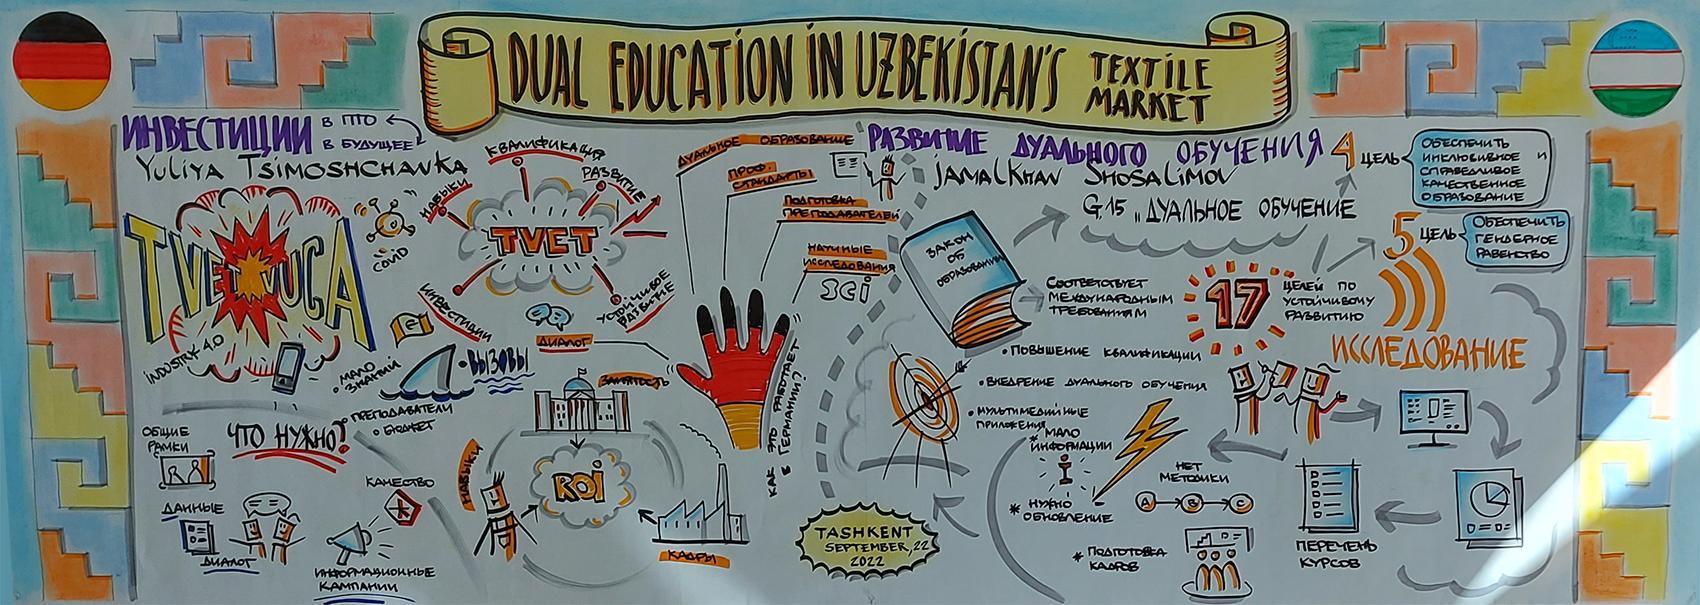 DUAL EDUCATION IN UZBEKISTAN'S
TEXTILE
MARKET
ИНВЕСТИЦИИ
В ПТО
В БУДУЩЕЕ
Yuliya Tsimoshchanka
TVET
VUCA
COVID
INDUSTRY 4.0
КВАЛИФИКАЦИЯ
РАЗВИТИЕ
НАВЫКИ
TVET
ИНВЕСТИЦИИ
УСТОЙЧИВОЕ
РАЗВИТИЕ
• МАЛО
ЗНАНИЙ
• ВЫЗОВЫ
• ПРЕПОДАВАТЕЛИ
• БЮДЖЕТ
ЧТО НУЖНО?
ОБЩИЕ
РАМКИ
ДАННЫЕ
ДИАЛОГ
КАЧЕСТВО
ИНФОРМАЦИОННЫЕ
КАМПАНИИ
ДУАЛЬНОЕ ОБРАЗОВАНИЕ
ПРОФ.
СТАНДАРТЫ
ПОДГОТОВКА
ПРЕПОДАВАТЕЛЕЙ
НАУЧНЫЕ
ИССЛЕДОВАНИЯ
SCI
ДИАЛОГ
ЗАНЯТОСТЬ
КАК ЭТО РАБОТАЕТ
В ГЕРМАНИИ?
НАВЫКИ
ROI
КАДРЫ
TASHKENT
SEPTEMBER, 22
2022
РАЗВИТИЕ ДУАЛЬНОГО ОБУЧЕНИЯ
Jamalkhan Shosalimov
G.15 „ДУАЛЬНОЕ ОБУЧЕНИЕ
ЗАКОН
ОБ
ОБРАЗОВАНИИ
СООТВЕТСТВУЕТ
МЕЖДУНАРОДНЫМ
ТРЕБОВАНИЯМ
17
ЦЕЛЕЙ ПО
УСТОЙЧИВОМУ
РАЗВИТИЮ
4 ЦЕЛЬ
ОБЕСПЕЧИТЬ
ИНКЛЮЗИВНОЕ И
СПРАВЕДЛИВОЕ
КАЧЕСТВЕННОЕ
ОБРАЗОВАНИЕ
5 ЦЕЛЬ
ОБЕСПЕЧИТЬ
ГЕНДЕРНОЕ
РАВЕНСТВО
ИССЛЕДОВАНИЕ
• ПОВЫШЕНИЕ КВАЛИФИКАЦИИ
• ВНЕДРЕНИЕ ДУАЛЬНОГО ОБУЧЕНИЯ
• МУЛЬТИМЕДИЙНЫЕ
ПРИЛОЖЕНИЯ
* МАЛО
ИНФОРМАЦИИ
i
* НУЖНО
ОБНОВЛЕНИЕ
* ПОДГОТОВКА
КАДРОВ
НЕТ
МЕТОДИКИ
A B C
ПЕРЕЧЕНЬ
КУРСОВ